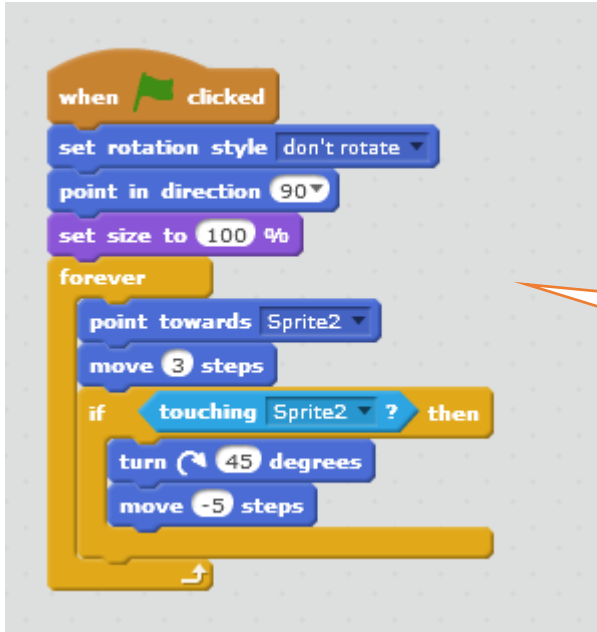 when clicked
set rotation style don't rotate
point in direction 90
set size to 100 %
forever
point towards Sprite2
move 3 steps
if touching Sprite2 ? then
turn 45 degrees
move -5 steps